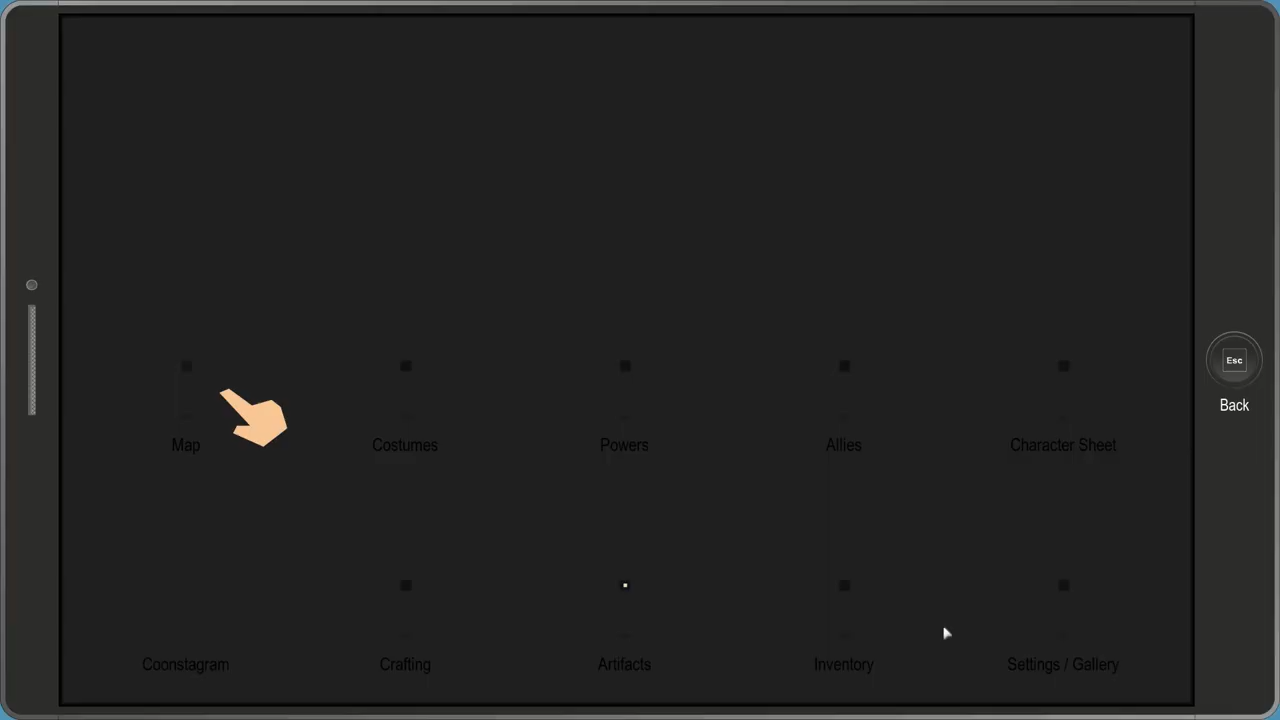 Esc
Back
Map
Costumes
Powers
Allies
Character Sheet
Coonstagram
Crafting
Artifacts
Inventory
Settings / Gallery